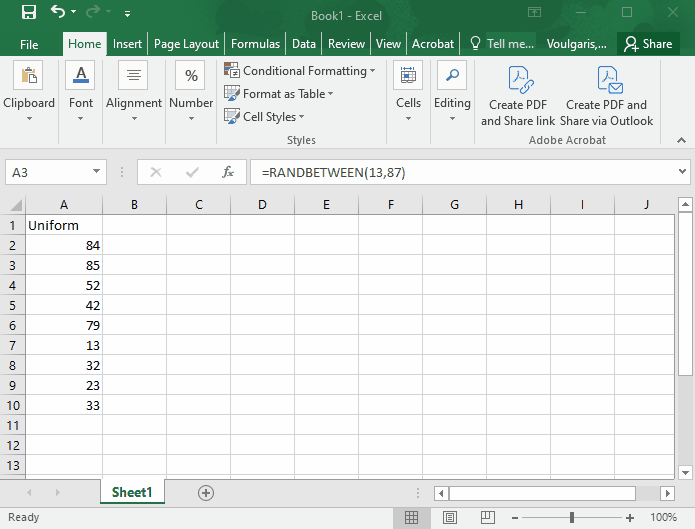 Book1 - Excel
File Home Insert Page Layout Formulas Data Review View Acrobat Tell me... Voulgaris,... Share
Clipboard Font Alignment Number Conditional Formatting Format as Table Cell Styles Cells Editing Create PDF and Share link Create PDF and Share via Outlook
Styles Adobe Acrobat
A3 fx =RANDBETWEEN(13,87)
A B C D E F G H I J
1 Uniform
2 84
3 85
4 52
5 42
6 79
7 13
8 32
9 23
10 33
11
12
13
Sheet1
Ready 100%